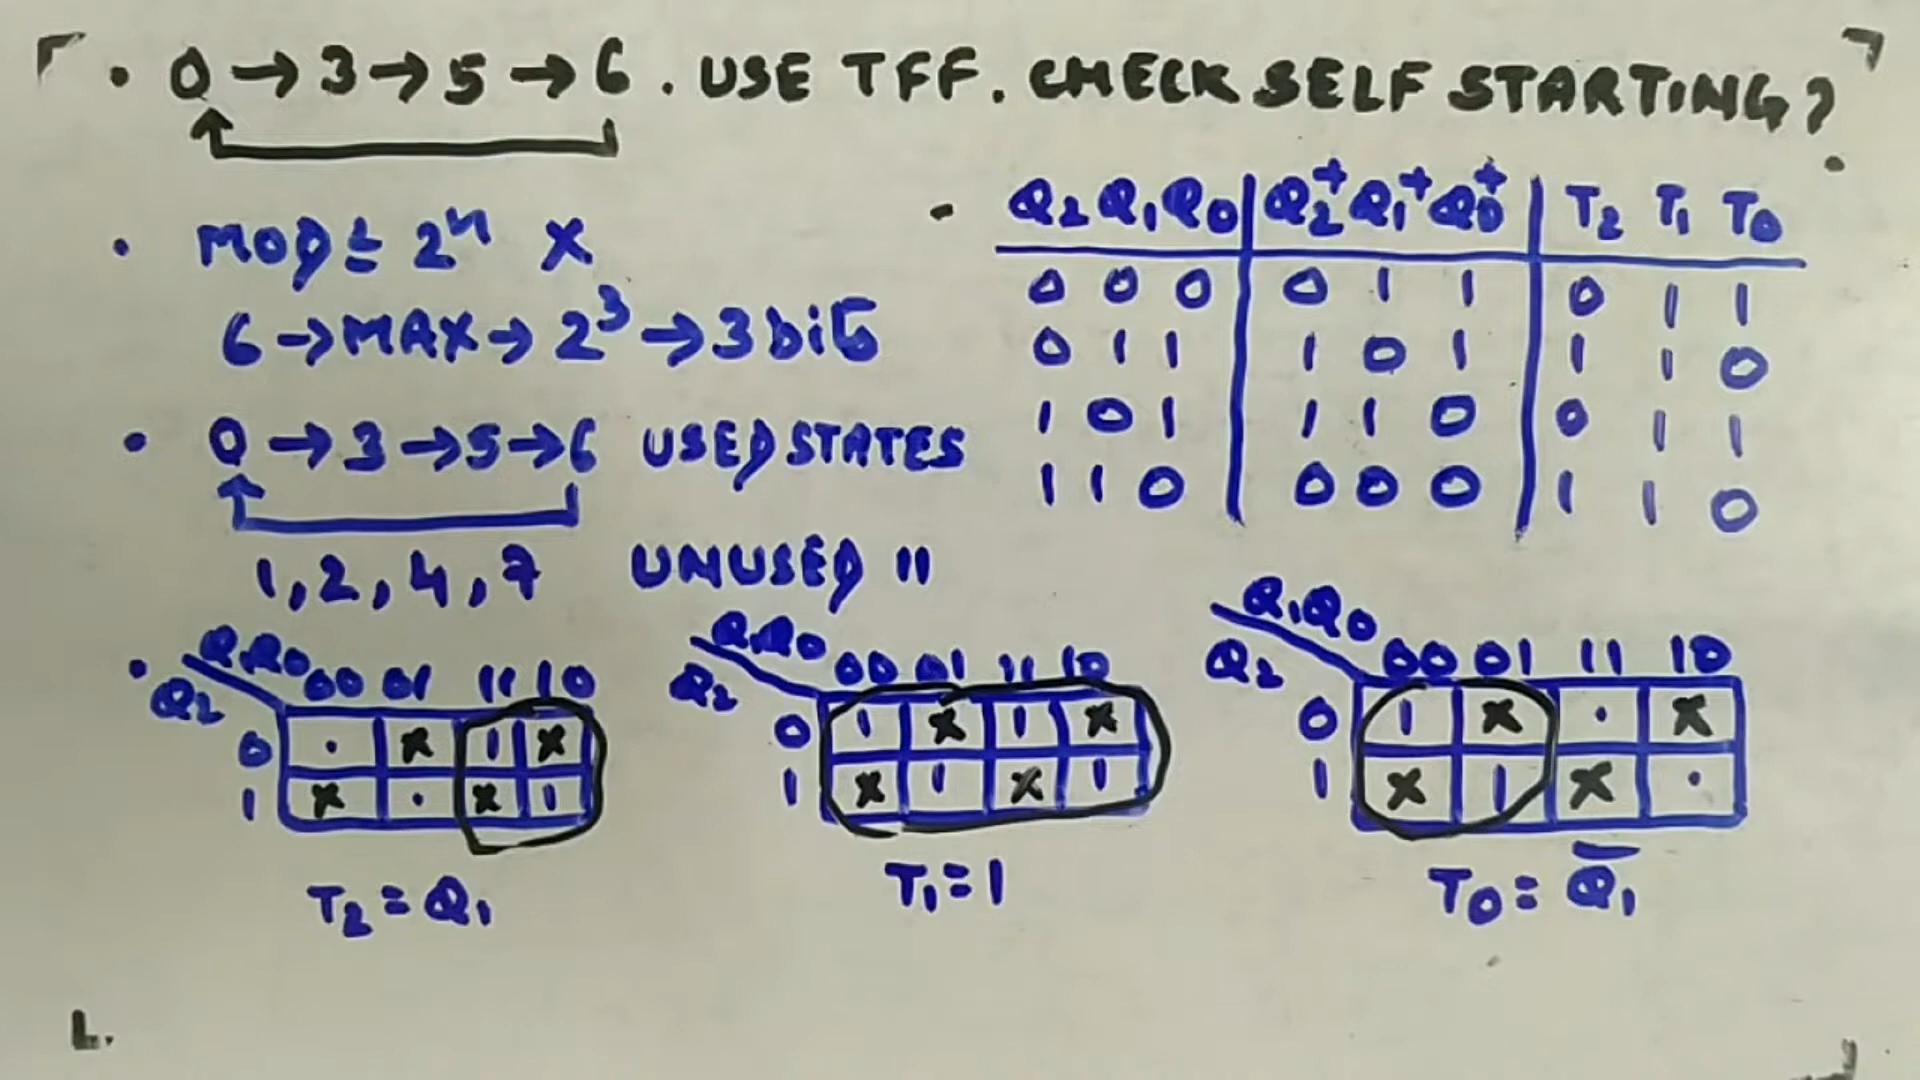 . 0 → 3 → 5 → 6 . USE TFF. CHECK SELF STARTING?
. MOD ≤ 2ⁿ X
6 → MAX → 2³ → 3 bit
. 0 → 3 → 5 → 6 USED STATES
1, 2, 4, 7 UNUSED "
. Q₂ Q₁ Q₀ | Q₂⁺ Q₁⁺ Q₀⁺ | T₂ T₁ T₀
0 0 0 | 0 1 1 | 0 1 1
0 1 1 | 1 0 1 | 1 1 0
1 0 1 | 1 1 0 | 0 1 1
1 1 0 | 0 0 0 | 1 1 0
. Q₁Q₀
Q₂ 00 01 11 10
0 . X 1 X
1 X . X 1
T₂ = Q₁
Q₁Q₀
Q₂ 00 01 11 10
0 1 X 1 X
1 X 1 X 1
T₁ = 1
Q₁Q₀
Q₂ 00 01 11 10
0 1 X . X
1 X 1 X .
T₀ = Q̅₁